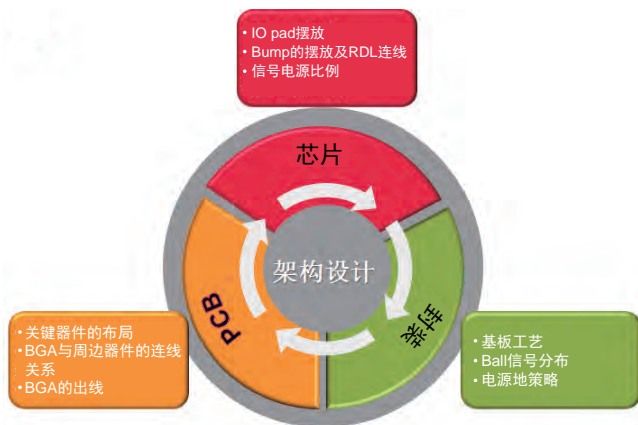 • IO pad摆放
• Bump的摆放及RDL连线
• 信号电源比例
芯片
架构设计
PCB
封装
• 关键器件的布局
• BGA与周边器件的连线
关系
• BGA的出线
• 基板工艺
• Ball信号分布
• 电源地策略